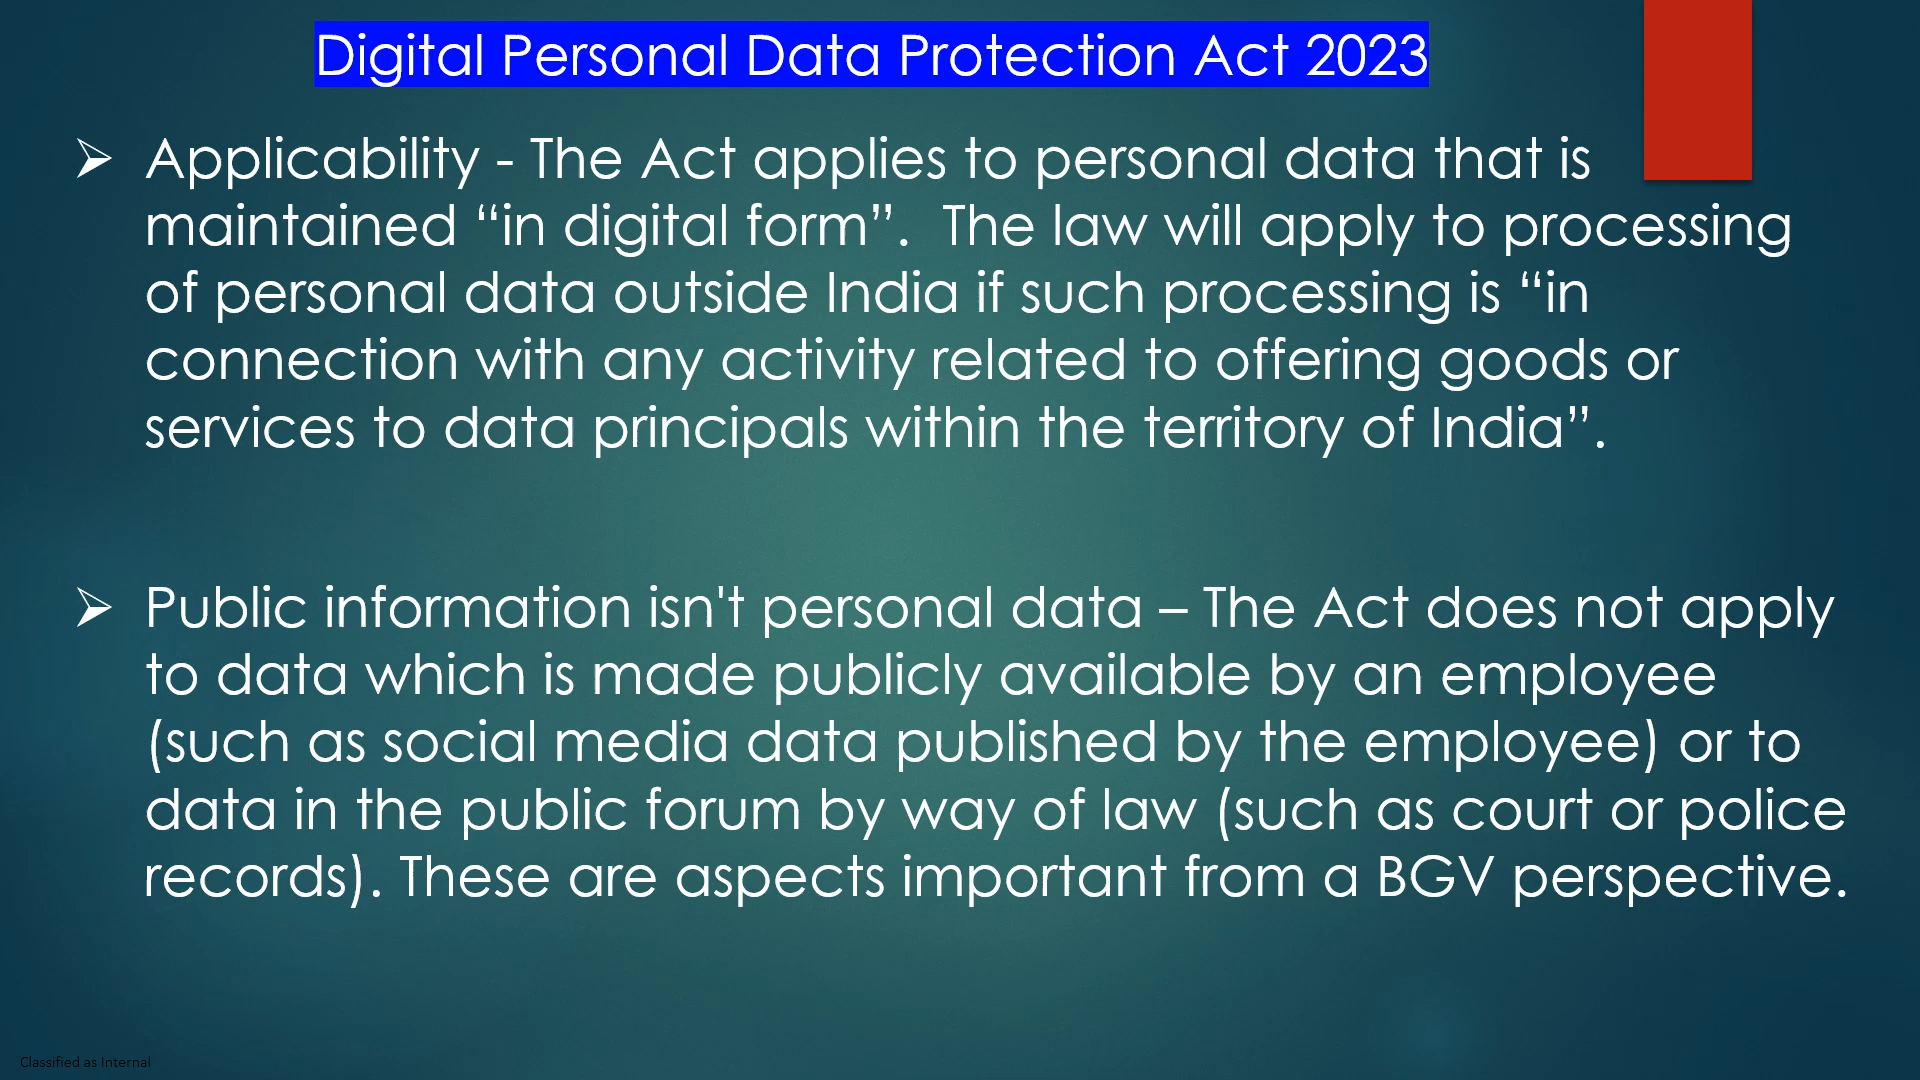 Digital Personal Data Protection Act 2023
Applicability - The Act applies to personal data that is
maintained “in digital form”.  The law will apply to processing
of personal data outside India if such processing is “in
connection with any activity related to offering goods or
services to data principals within the territory of India”.
Public information isn't personal data – The Act does not apply
to data which is made publicly available by an employee
(such as social media data published by the employee) or to
data in the public forum by way of law (such as court or police
records). These are aspects important from a BGV perspective.
Classified as Internal